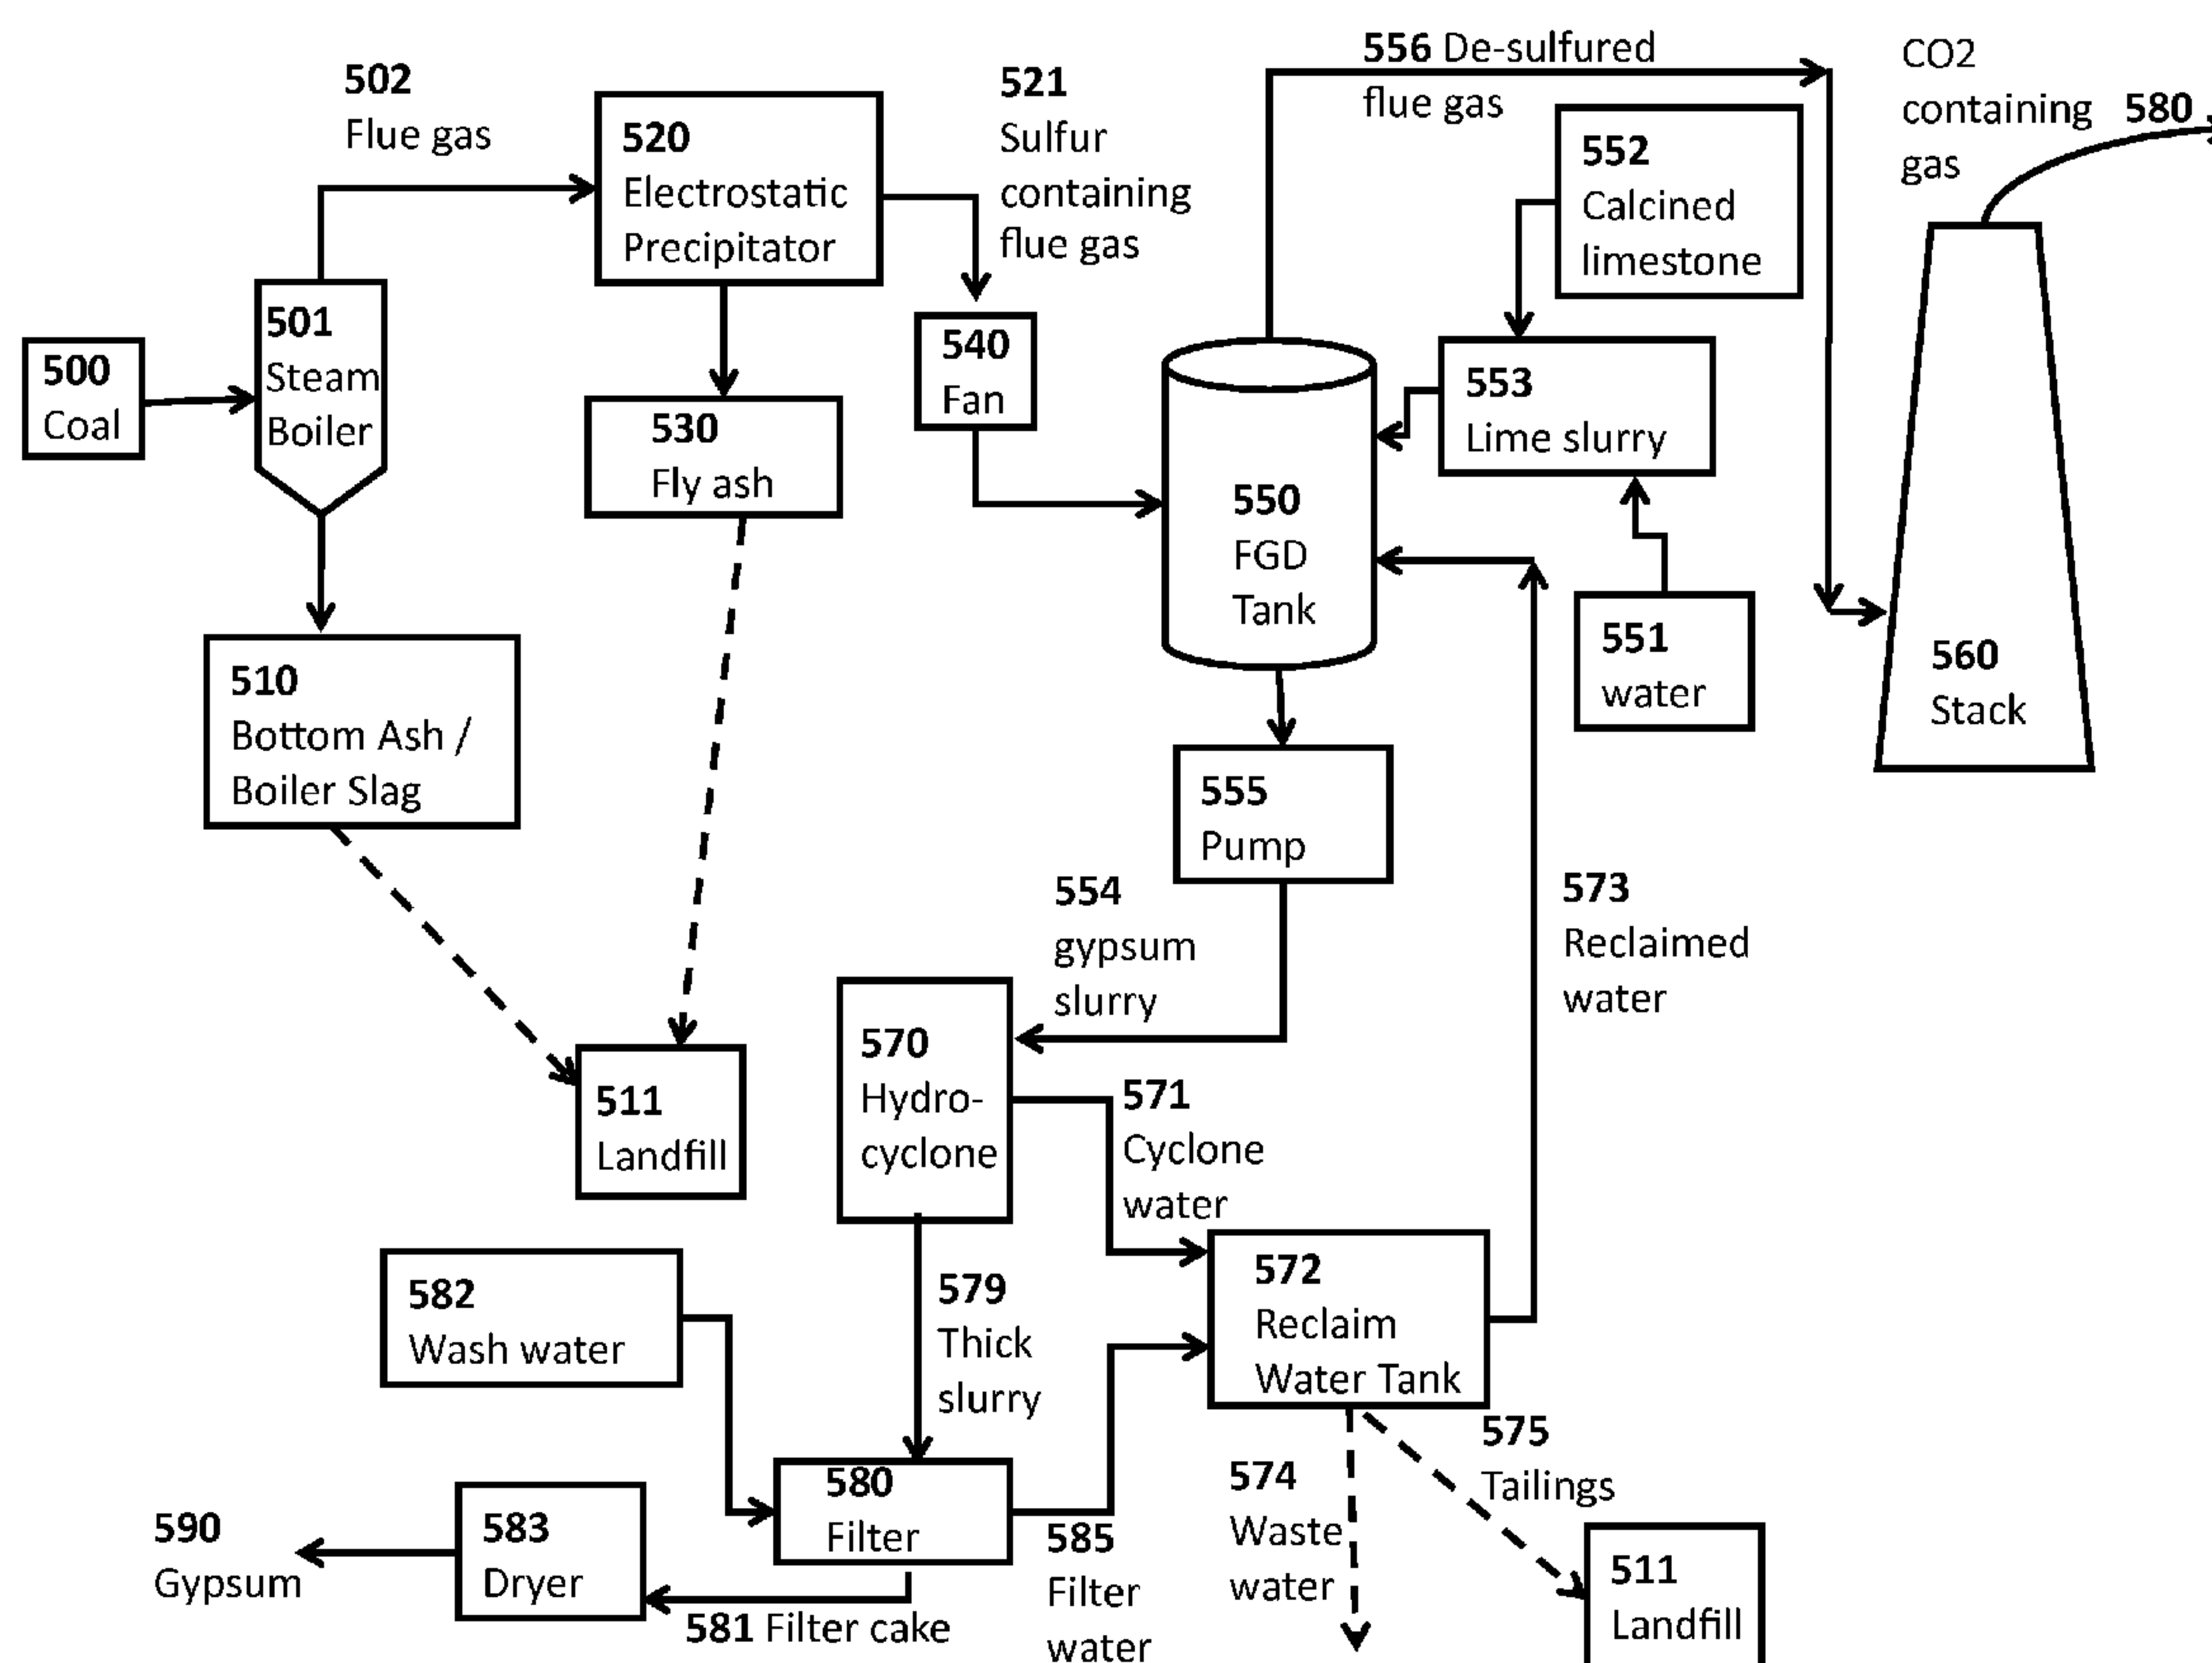 502
Flue gas
520
Electrostatic
Precipitator
521
Sulfur
containing
flue gas
556 De-sulfured
flue gas
CO2
containing 580
gas
552
Calcined
limestone
500
Coal
501
Steam
Boiler
530
Fly ash
540
Fan
550
FGD
Tank
553
Lime slurry
551
water
560
Stack
510
Bottom Ash /
Boiler Slag
555
Pump
554
gypsum
slurry
573
Reclaimed
water
511
Landfill
570
Hydro-
cyclone
571
Cyclone
water
572
Reclaim
Water Tank
582
Wash water
579
Thick
slurry
580
Filter
590
Gypsum
583
Dryer
581 Filter cake
585
Filter
water
574
Waste
water
575
Tailings
511
Landfill